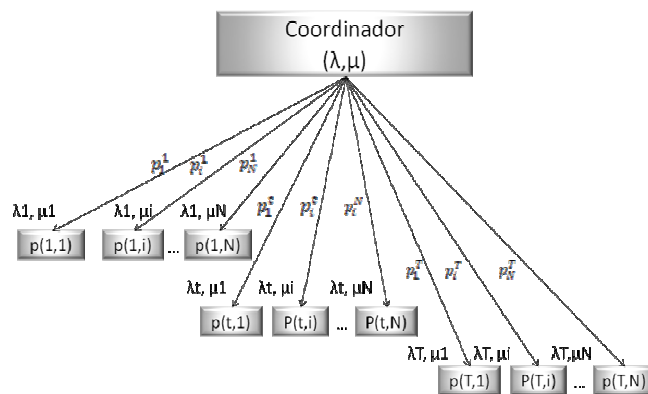 Coordinador
(λ,μ)
p₁¹ pᵢ¹ p_N¹
λ1, μ1 λ1, μi λ1, μN
p(1,1) p(1,i) ... p(1,N)
p₁ᵗ pᵢᵗ pᵢᴺ
λt, μ1 λt, μi λt, μN
p(t,1) P(t,i) ... P(t,N)
p₁ᵀ pᵢᵀ p_Nᵀ
λT, μ1 λT, μi λT,μN
p(T,1) P(T,i) ... p(T,N)